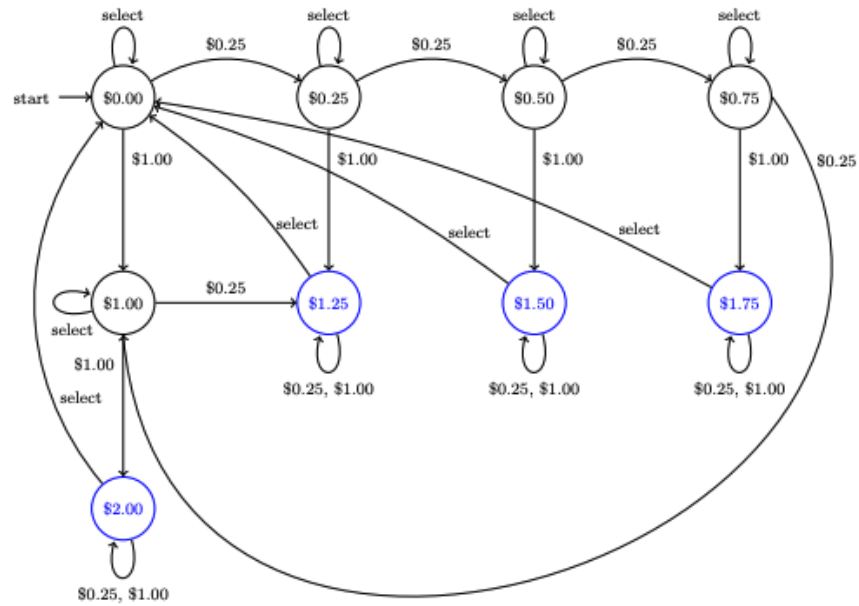 select select select select
$0.25 $0.25 $0.25
start $0.00 $0.25 $0.50 $0.75
$1.00 $1.00 $1.00 $1.00 $0.25
select select select
$0.25
$1.00 $1.25 $1.50 $1.75
select
$1.00
$0.25, $1.00 $0.25, $1.00 $0.25, $1.00
select
$2.00
$0.25, $1.00